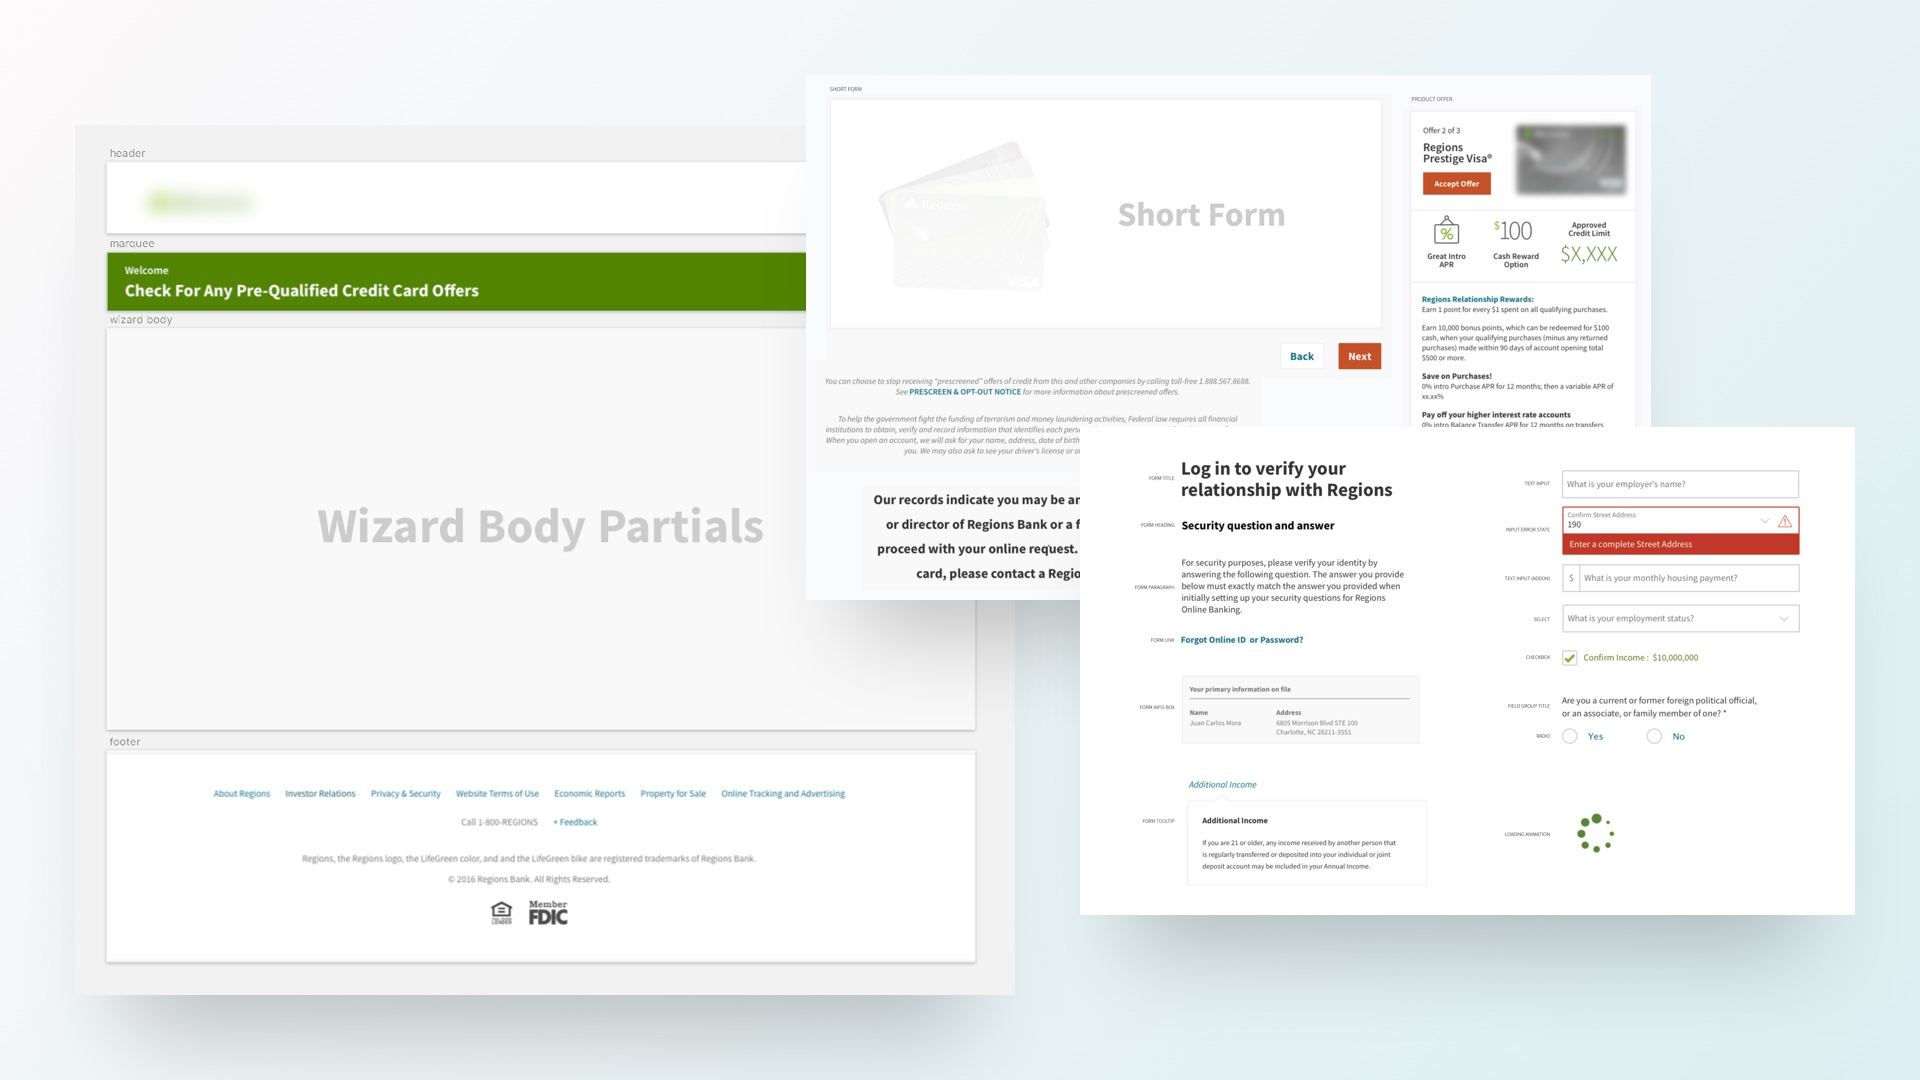 header
marquee
Welcome
Check For Any Pre-Qualified Credit Card Offers
wizard body
Wizard Body Partials
footer
About Regions Investor Relations Privacy & Security Website Terms of Use Economic Reports Property for Sale Online Tracking and Advertising
Call 1-800-REGIONS + Feedback
Regions, the Regions logo, the LifeGreen color, and and the LifeGreen bike are registered trademarks of Regions Bank.
© 2016 Regions Bank. All Rights Reserved.
LENDER
Member
FDIC
SHORT FORM
REGIONS
VISA
Short Form
Back
Next
You can choose to stop receiving "prescreened" offers of credit from this and other companies by calling toll-free 1.888.567.8688.
See PRESCREEN & OPT-OUT NOTICE for more information about prescreened offers.
To help the government fight the funding of terrorism and money laundering activities, Federal law requires all financial
institutions to obtain, verify and record information that identifies each
When you open an account, we will ask for your name, address, date of birth
you. We may also ask to see your driver's license or
Our records indicate you may be an
or director of Regions Bank or a
proceed with your online request.
card, please contact a
PRODUCT OFFER
Offer 2 of 3
Regions
Prestige Visa®
Accept Offer
%
Great Intro
APR
$100
Cash Reward
Option
Approved
Credit Limit
$X,XXX
Regions Relationship Rewards:
Earn 1 point for every $1 spent on all qualifying purchases.
Earn 10,000 bonus points, which can be redeemed for $100
cash, when your qualifying purchases (minus any returned
purchases) made within 90 days of account opening total
$500 or more.
Save on Purchases!
0% intro Purchase APR for 12 months; then a variable APR of
xx.xx%
Pay off your higher interest rate accounts
0% intro Balance Transfer APR for 12 months on transfers
FORM TITLE
Log in to verify your
relationship with Regions
FORM HEADING
Security question and answer
FORM PARAGRAPH
For security purposes, please verify your identity by
answering the following question. The answer you provide
below must exactly match the answer you provided when
initially setting up your security questions for Regions
Online Banking.
FORM LINK
Forgot Online ID or Password?
FORM INFO-BOX
Your primary information on file
Name
Juan Carlos Mora
Address
6805 Morrison Blvd STE 100
Charlotte, NC 28211-3551
Additional Income
FORM TOOLTIP
Additional Income
If you are 21 or older, any income received by another person that
is regularly transferred or deposited into your individual or joint
deposit account may be included in your Annual Income.
TEXT INPUT
What is your employer's name?
INPUT ERROR STATE
Confirm Street Address
190
Enter a complete Street Address
TEXT INPUT (ADDON)
$ What is your monthly housing payment?
SELECT
What is your employment status?
CHECKBOX
Confirm Income : $10,000,000
FIELD GROUP TITLE
Are you a current or former foreign political official,
or an associate, or family member of one? *
RADIO
Yes
No
LOADING ANIMATION